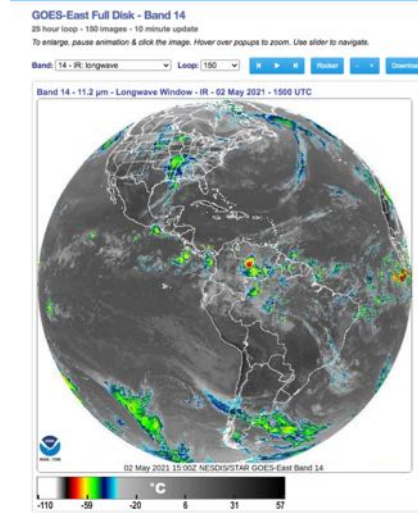 GOES-East Full Disk - Band 14
25 hour loop - 150 images - 10 minute update
To enlarge, pause animation & click the image. Hover over popups to zoom. Use slider to navigate.
Band: 14 - IR: longwave Loop: 150 Rocker - + Download
Band 14 - 11.2 µm - Longwave Window - IR - 02 May 2021 - 1500 UTC
02 May 2021 15:00Z NESDIS/STAR GOES-East Band 14
°C
-110 -59 -20 6 31 57